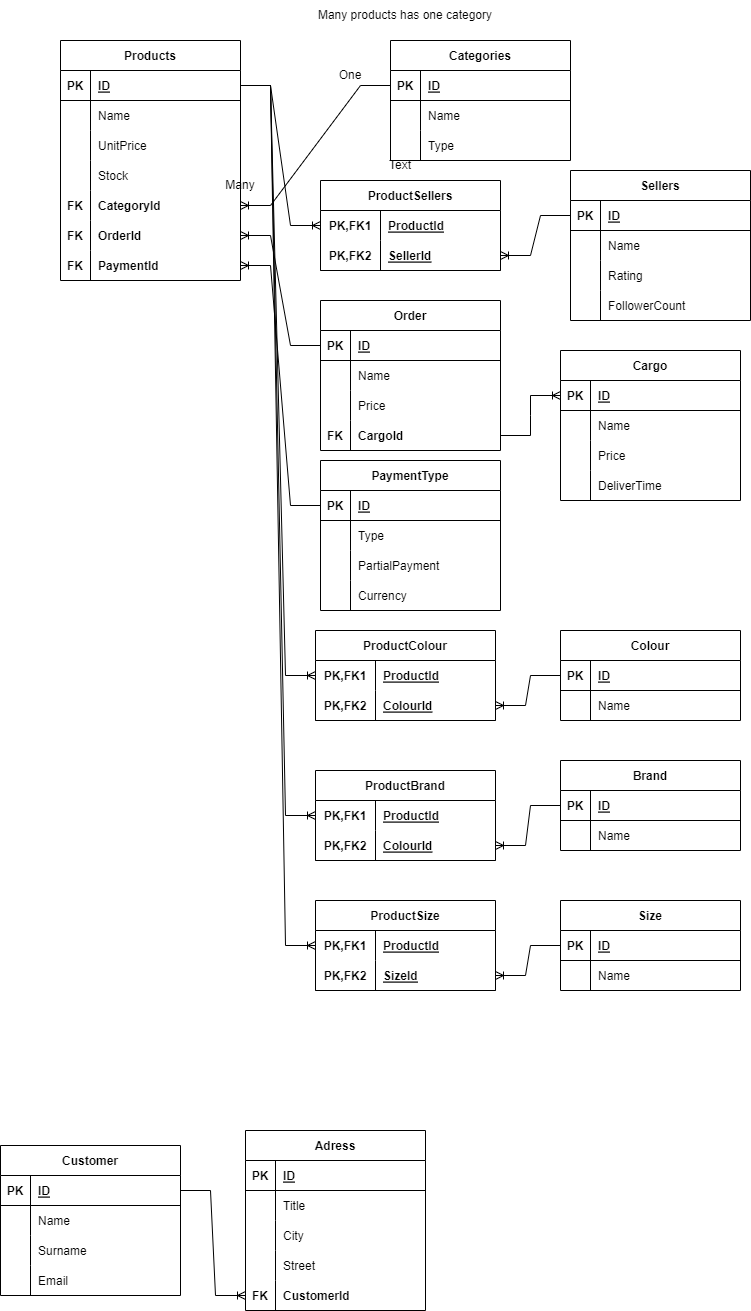 Many products has one category
Products
PK ID
Name
UnitPrice
Stock
FK CategoryId
FK OrderId
FK PaymentId
One
Many
Categories
PK ID
Name
Type
Text
ProductSellers
PK,FK1 ProductId
PK,FK2 SellerId
Sellers
PK ID
Name
Rating
FollowerCount
Order
PK ID
Name
Price
FK CargoId
Cargo
PK ID
Name
Price
DeliverTime
PaymentType
PK ID
Type
PartialPayment
Currency
ProductColour
PK,FK1 ProductId
PK,FK2 ColourId
Colour
PK ID
Name
ProductBrand
PK,FK1 ProductId
PK,FK2 ColourId
Brand
PK ID
Name
ProductSize
PK,FK1 ProductId
PK,FK2 SizeId
Size
PK ID
Name
Customer
PK ID
Name
Surname
Email
Adress
PK ID
Title
City
Street
FK CustomerId